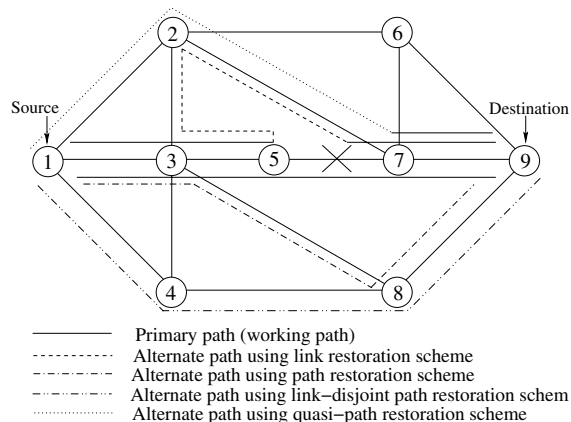 2
6
Source
Destination
1
3
5
7
9
4
8
Primary path (working path)
Alternate path using link restoration scheme
Alternate path using path restoration scheme
Alternate path using link−disjoint path restoration schem
Alternate path using quasi−path restoration scheme